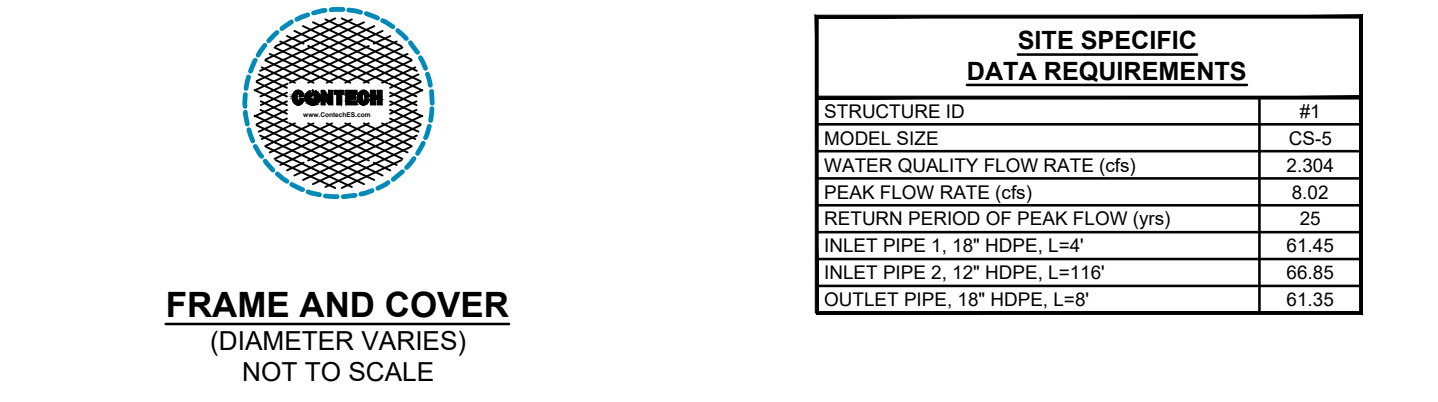 CONTECH
www.ContechES.com
FRAME AND COVER
(DIAMETER VARIES)
NOT TO SCALE
SITE SPECIFIC
DATA REQUIREMENTS
STRUCTURE ID #1
MODEL SIZE CS-5
WATER QUALITY FLOW RATE (cfs) 2.304
PEAK FLOW RATE (cfs) 8.02
RETURN PERIOD OF PEAK FLOW (yrs) 25
INLET PIPE 1, 18" HDPE, L=4' 61.45
INLET PIPE 2, 12" HDPE, L=116' 66.85
OUTLET PIPE, 18" HDPE, L=8' 61.35